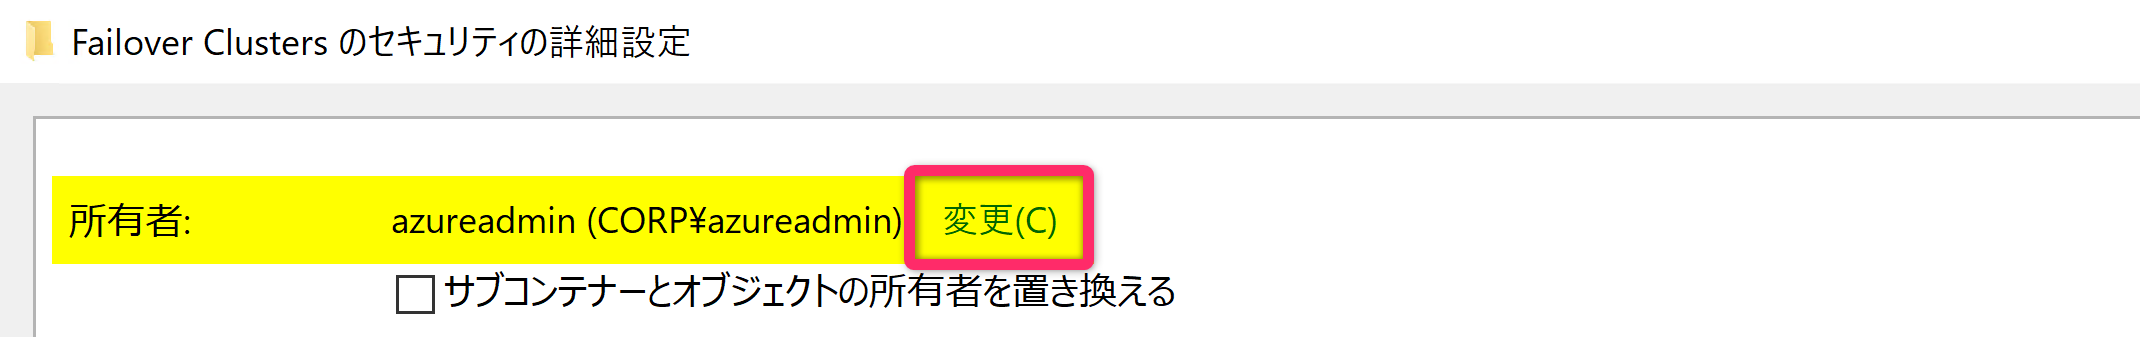 Failover Clusters のセキュリティの詳細設定
所有者: azureadmin (CORP¥azureadmin) 変更(C)
サブコンテナーとオブジェクトの所有者を置き換える